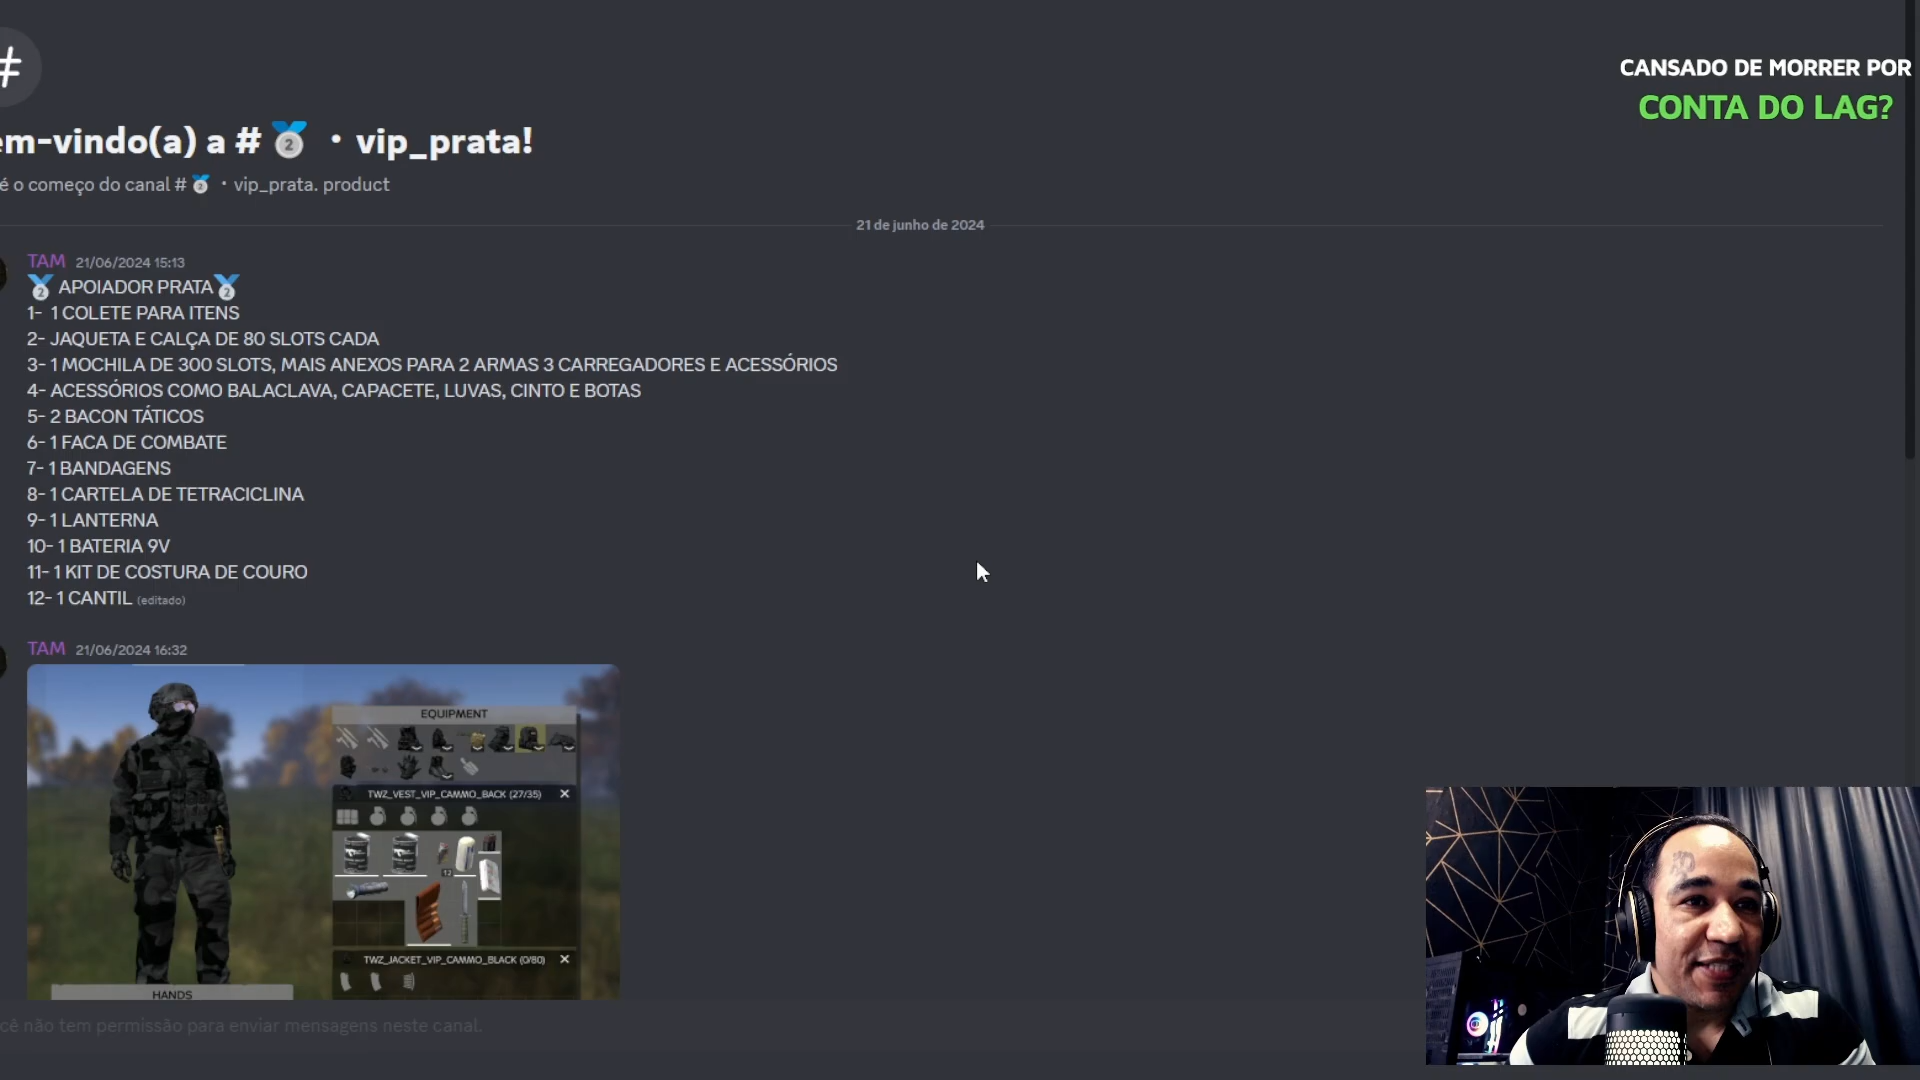 #
CANSADO DE MORRER POR
CONTA DO LAG?
em-vindo(a) a # 2 • vip_prata!
é o começo do canal # 2 • vip_prata. product
21 de junho de 2024
TAM 21/06/2024 15:13
2 APOIADOR PRATA 2
1- 1 COLETE PARA ITENS
2- JAQUETA E CALÇA DE 80 SLOTS CADA
3- 1 MOCHILA DE 300 SLOTS, MAIS ANEXOS PARA 2 ARMAS 3 CARREGADORES E ACESSÓRIOS
4- ACESSÓRIOS COMO BALACLAVA, CAPACETE, LUVAS, CINTO E BOTAS
5- 2 BACON TÁTICOS
6- 1 FACA DE COMBATE
7- 1 BANDAGENS
8- 1 CARTELA DE TETRACICLINA
9- 1 LANTERNA
10- 1 BATERIA 9V
11- 1 KIT DE COSTURA DE COURO
12- 1 CANTIL (editado)
TAM 21/06/2024 16:32
EQUIPMENT
TWZ_VEST_VIP_CAMMO_BACK (27/35)
12
TWZ_JACKET_VIP_CAMMO_BLACK (0/80)
HANDS
cê não tem permissão para enviar mensagens neste canal.